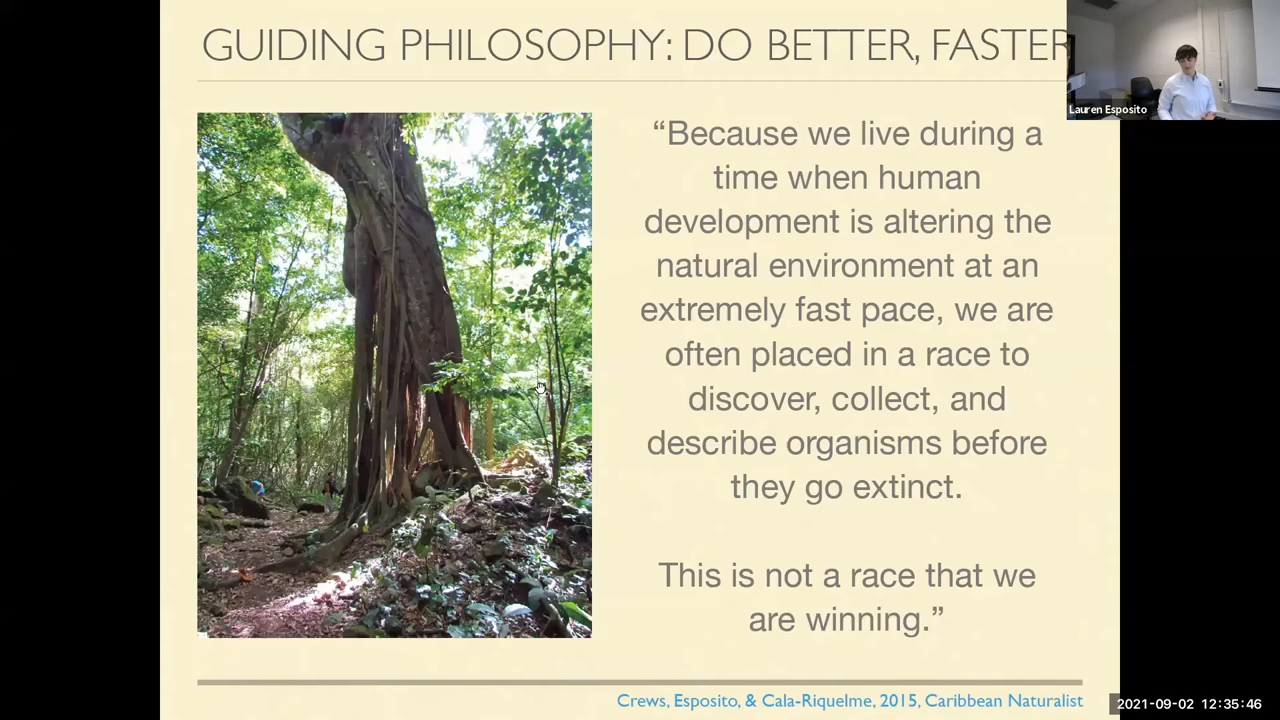 GUIDING PHILOSOPHY: DO BETTER, FASTER
Lauren Esposito
“Because we live during a
time when human
development is altering the
natural environment at an
extremely fast pace, we are
often placed in a race to
discover, collect, and
describe organisms before
they go extinct.
This is not a race that we
are winning.”
Crews, Esposito, & Cala-Riquelme, 2015, Caribbean Naturalist
2021-09-02 12:35:46